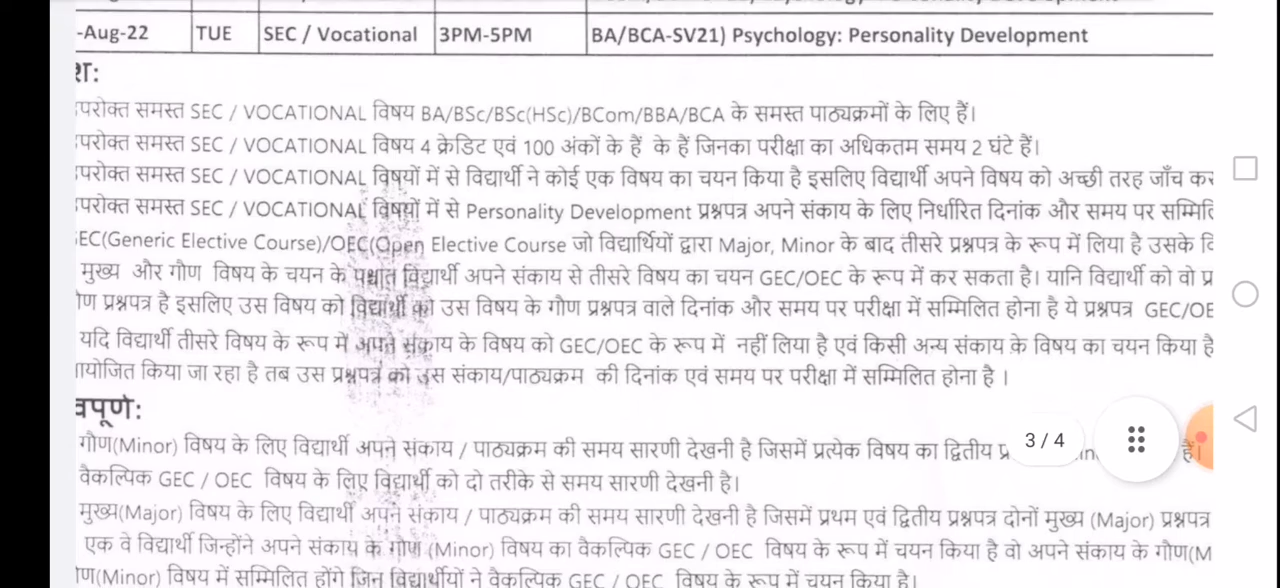 -Aug-22 TUE SEC / Vocational 3PM-5PM BA/BCA-SV21) Psychology: Personality Development
परोक्त समस्त SEC / VOCATIONAL विषय BA/BSc/BSc(HSc)/BCom/BBA/BCA के समस्त पाठ्यक्रमों के लिए हैं।
परोक्त समस्त SEC / VOCATIONAL विषय 4 क्रेडिट एवं 100 अंकों के हैं के हैं जिनका परीक्षा का अधिकतम समय 2 घंटे हैं।
परोक्त समस्त SEC / VOCATIONAL विषयों में से विद्यार्थी ने कोई एक विषय का चयन किया है इसलिए विद्यार्थी अपने विषय को अच्छी तरह जाँच कर
परोक्त समस्त SEC / VOCATIONAL विषयों में से Personality Development प्रश्नपत्र अपने संकाय के लिए निर्धारित दिनांक और समय पर
EC(Generic Elective Course)/OEC(Open Elective Course जो विद्यार्थियों द्वारा Major, Minor के बाद तीसरे प्रश्नपत्र के रूप में लिया है उसके
मुख्य और गौण विषय के चयन के पश्चात विद्यार्थी अपने संकाय से तीसरे विषय का चयन GEC/OEC के रूप में कर सकता है। यानि विद्यार्थी को वो
ण प्रश्नपत्र है इसलिए उस विषय को विद्यार्थी को उस विषय के गौण प्रश्नपत्र वाले दिनांक और समय पर परीक्षा में सम्मिलित होना है ये प्रश्नपत्र GEC/OE
यदि विद्यार्थी तीसरे विषय के रूप में अपने संकाय के विषय को GEC/OEC के रूप में नहीं लिया है एवं किसी अन्य संकाय के विषय का चयन किया है
योजित किया जा रहा है तब उस प्रश्नपत्र को उस संकाय/पाठ्यक्रम की दिनांक एवं समय पर परीक्षा में सम्मिलित होना है ।
वपूर्ण:
गौण(Minor) विषय के लिए विद्यार्थी अपने संकाय / पाठ्यक्रम की समय सारणी देखनी है जिसमें प्रत्येक विषय का द्वितीय है।
3 / 4
वैकल्पिक GEC / OEC विषय के लिए विद्यार्थी को दो तरीके से समय सारणी देखनी है।
मुख्य(Major) विषय के लिए विद्यार्थी अपने संकाय / पाठ्यक्रम की समय सारणी देखनी है जिसमें प्रथम एवं द्वितीय प्रश्नपत्र दोनों मुख्य (Major) प्रश्नपत्र
एक वे विद्यार्थी जिन्होंने अपने संकाय के गौण (Minor) विषय का वैकल्पिक GEC / OEC विषय के रूप में चयन किया है वो अपने संकाय के गौण(M
ण(Minor) विषय में सम्मिलित होंगे जिन विद्यार्थीयों ने वैकल्पिक GEC / OEC विषय के रूप में चयन किया है।